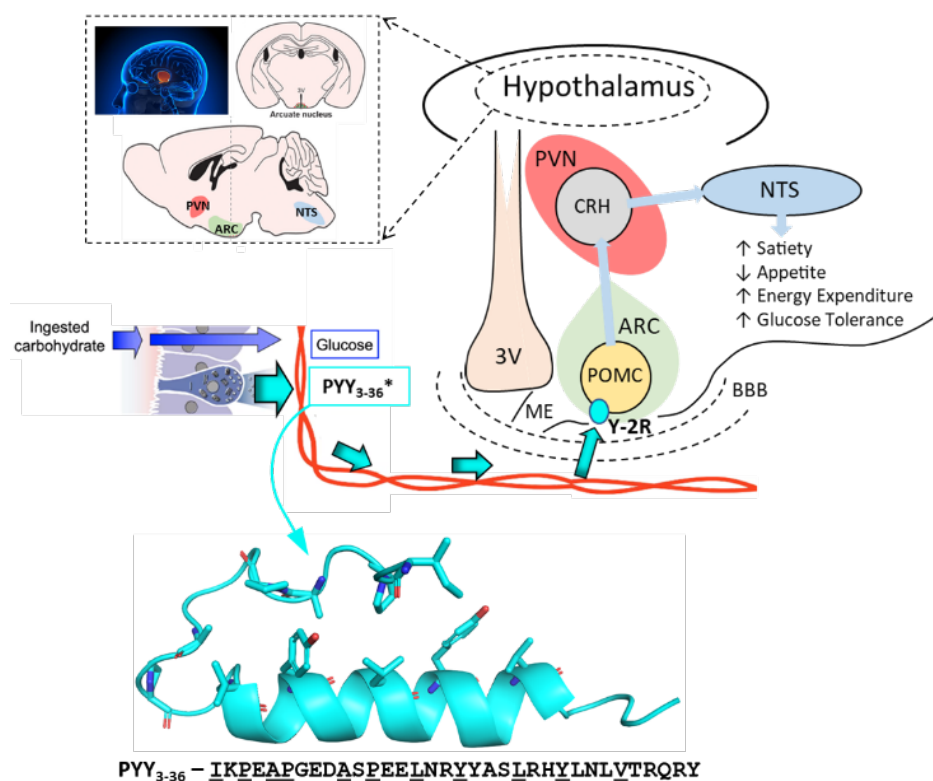 3V
Arcuate nucleus
PVN
ARC
NTS
Hypothalamus
PVN
CRH
NTS
↑ Satiety
↓ Appetite
↑ Energy Expenditure
↑ Glucose Tolerance
ARC
3V
POMC
ME
Y-2R
BBB
Ingested
carbohydrate
Glucose
PYY3-36*
PYY3-36 – IKPEAPGEDASPEELNRYYASLRHYLNLVTRQRY